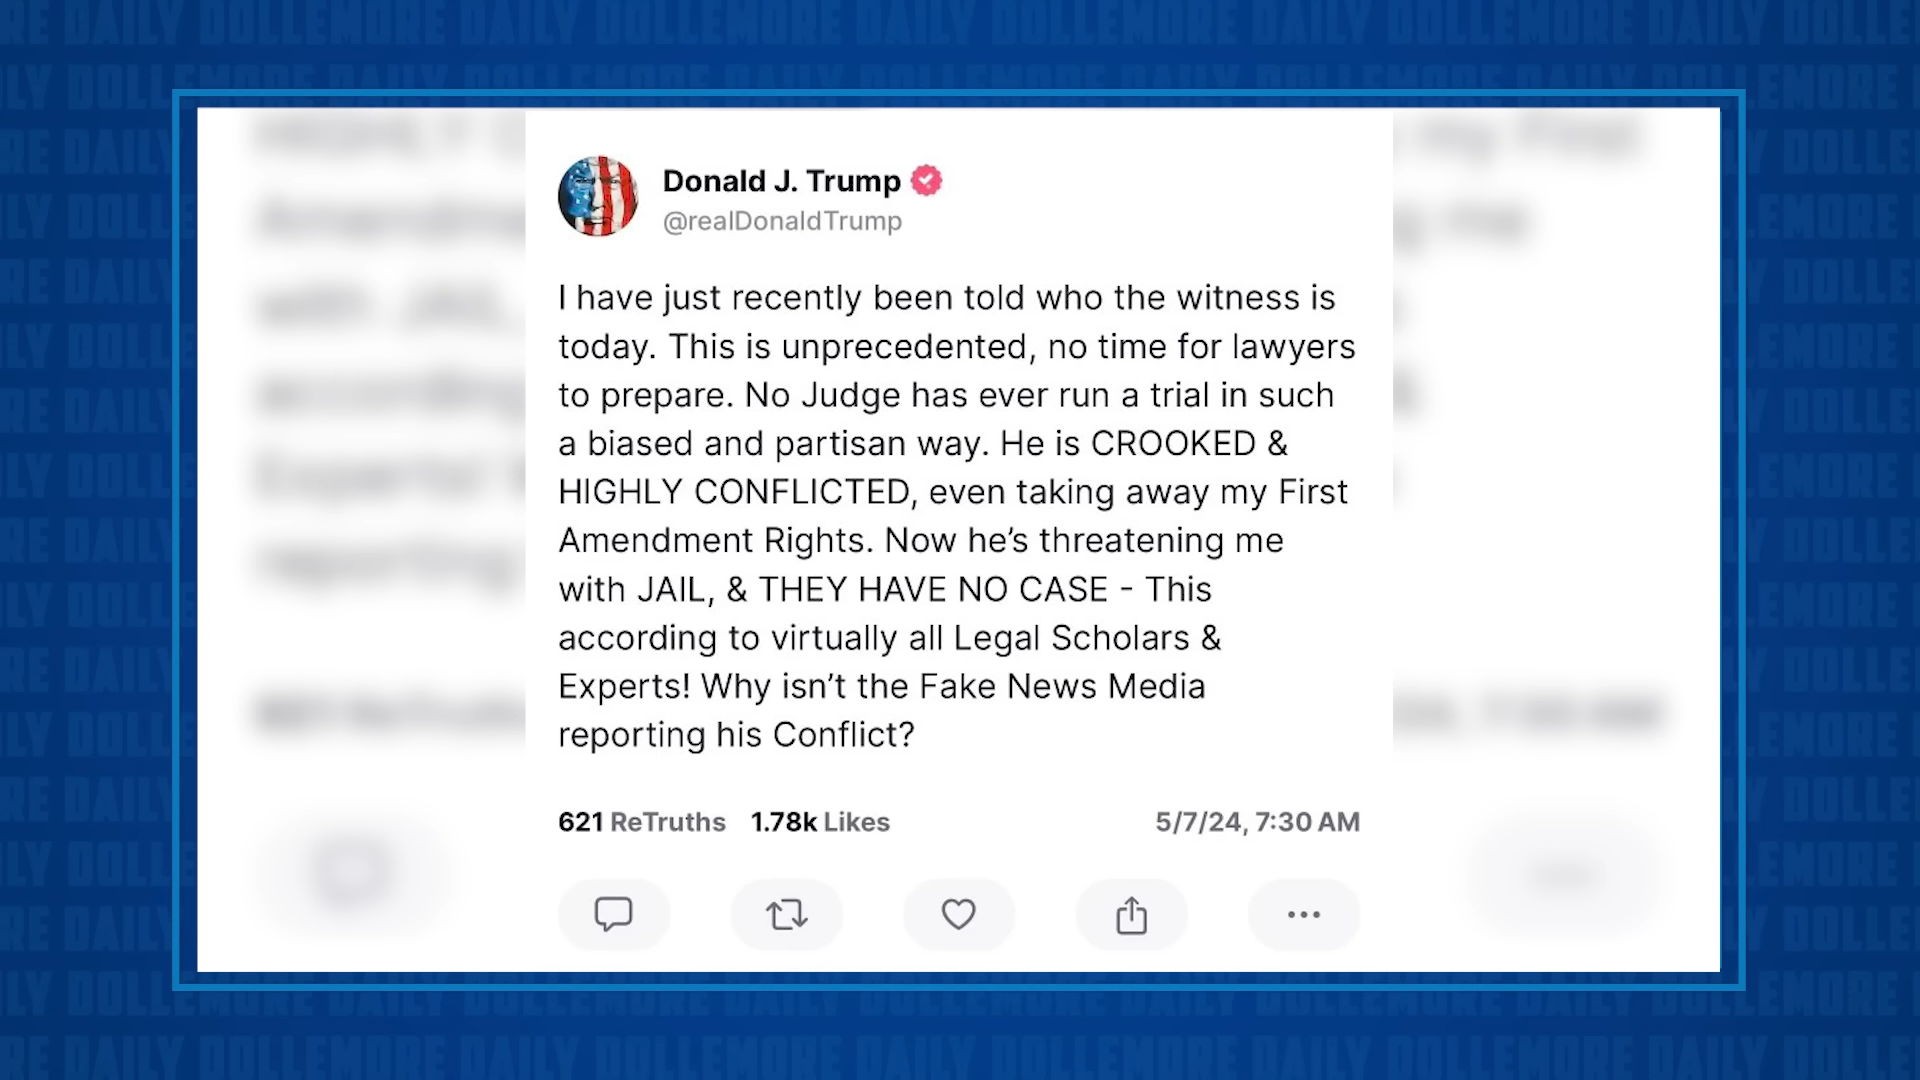 Donald J. Trump
@realDonaldTrump
I have just recently been told who the witness is
today. This is unprecedented, no time for lawyers
to prepare. No Judge has ever run a trial in such
a biased and partisan way. He is CROOKED &
HIGHLY CONFLICTED, even taking away my First
Amendment Rights. Now he’s threatening me
with JAIL, & THEY HAVE NO CASE - This
according to virtually all Legal Scholars &
Experts! Why isn’t the Fake News Media
reporting his Conflict?
621 ReTruths 1.78k Likes 5/7/24, 7:30 AM
DAILY DOLLEMORE